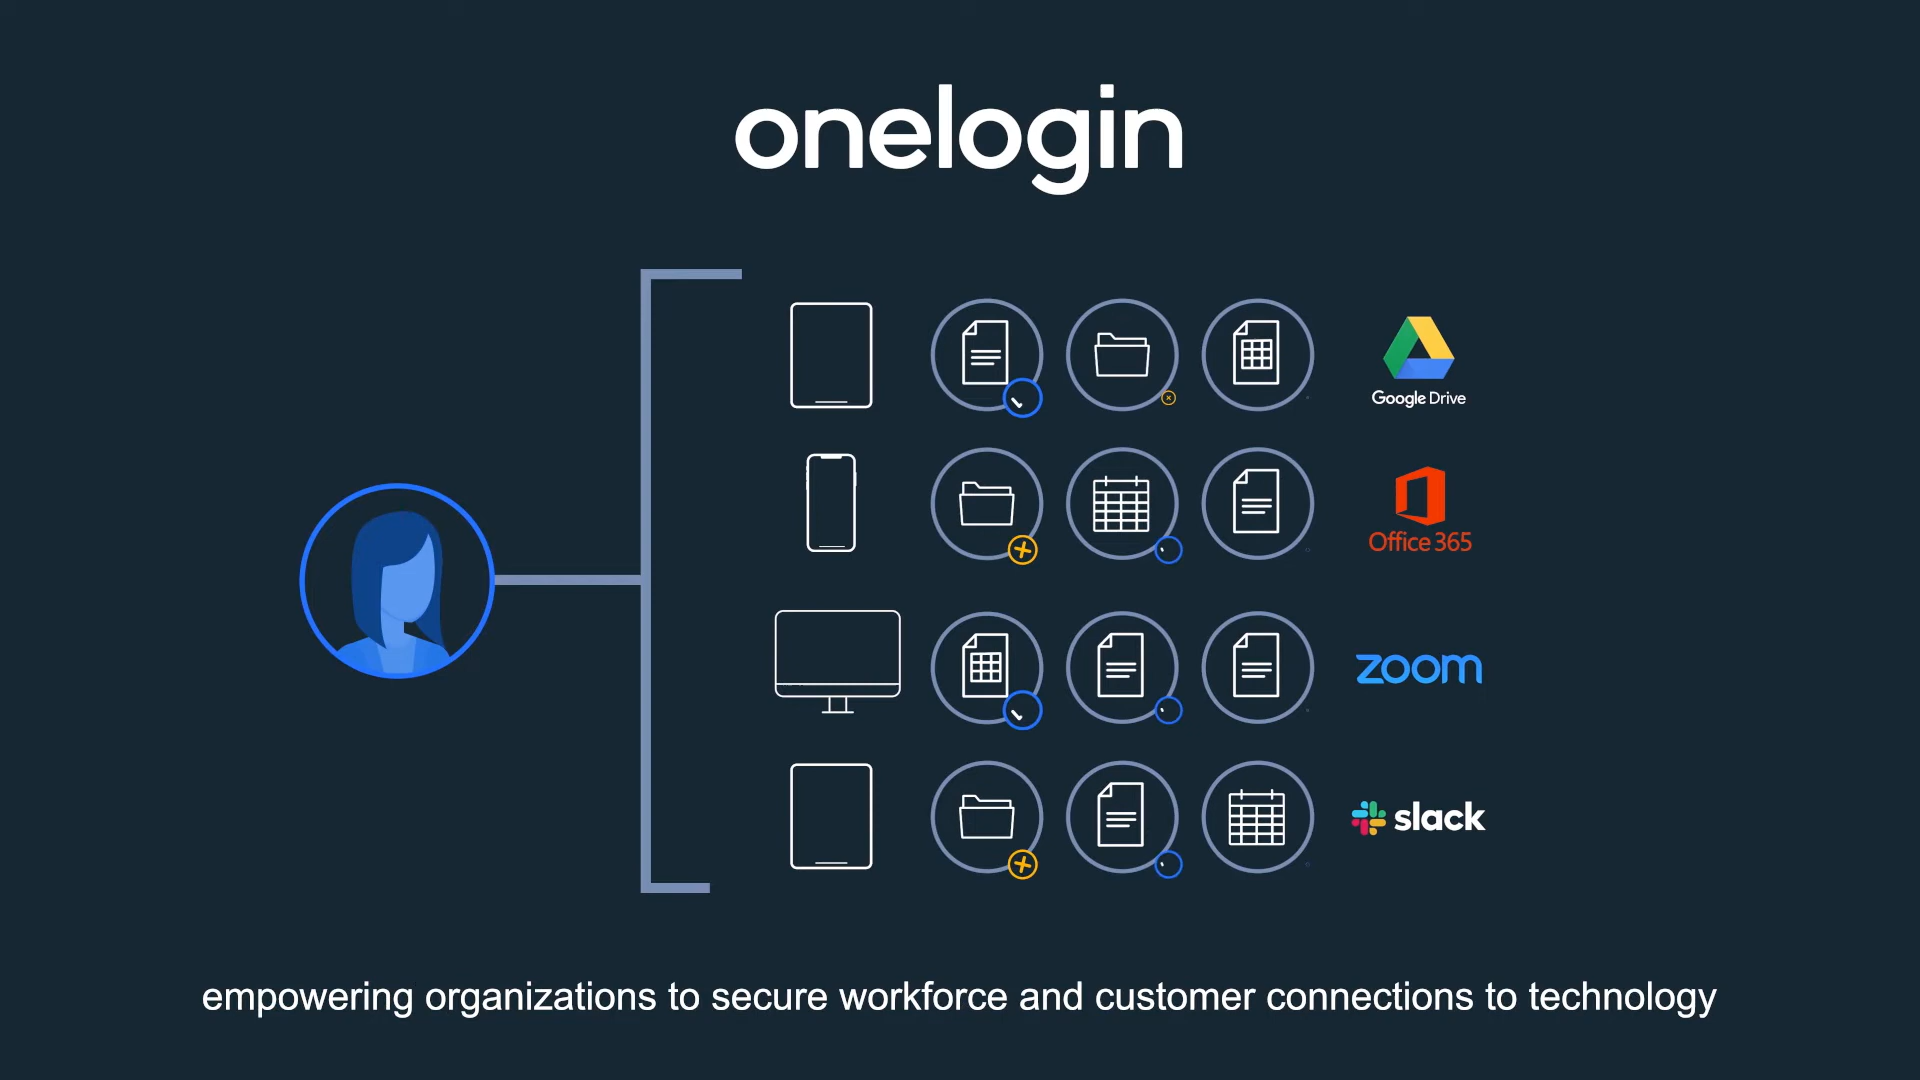 onelogin
Google Drive
Office 365
zoom
slack
empowering organizations to secure workforce and customer connections to technology